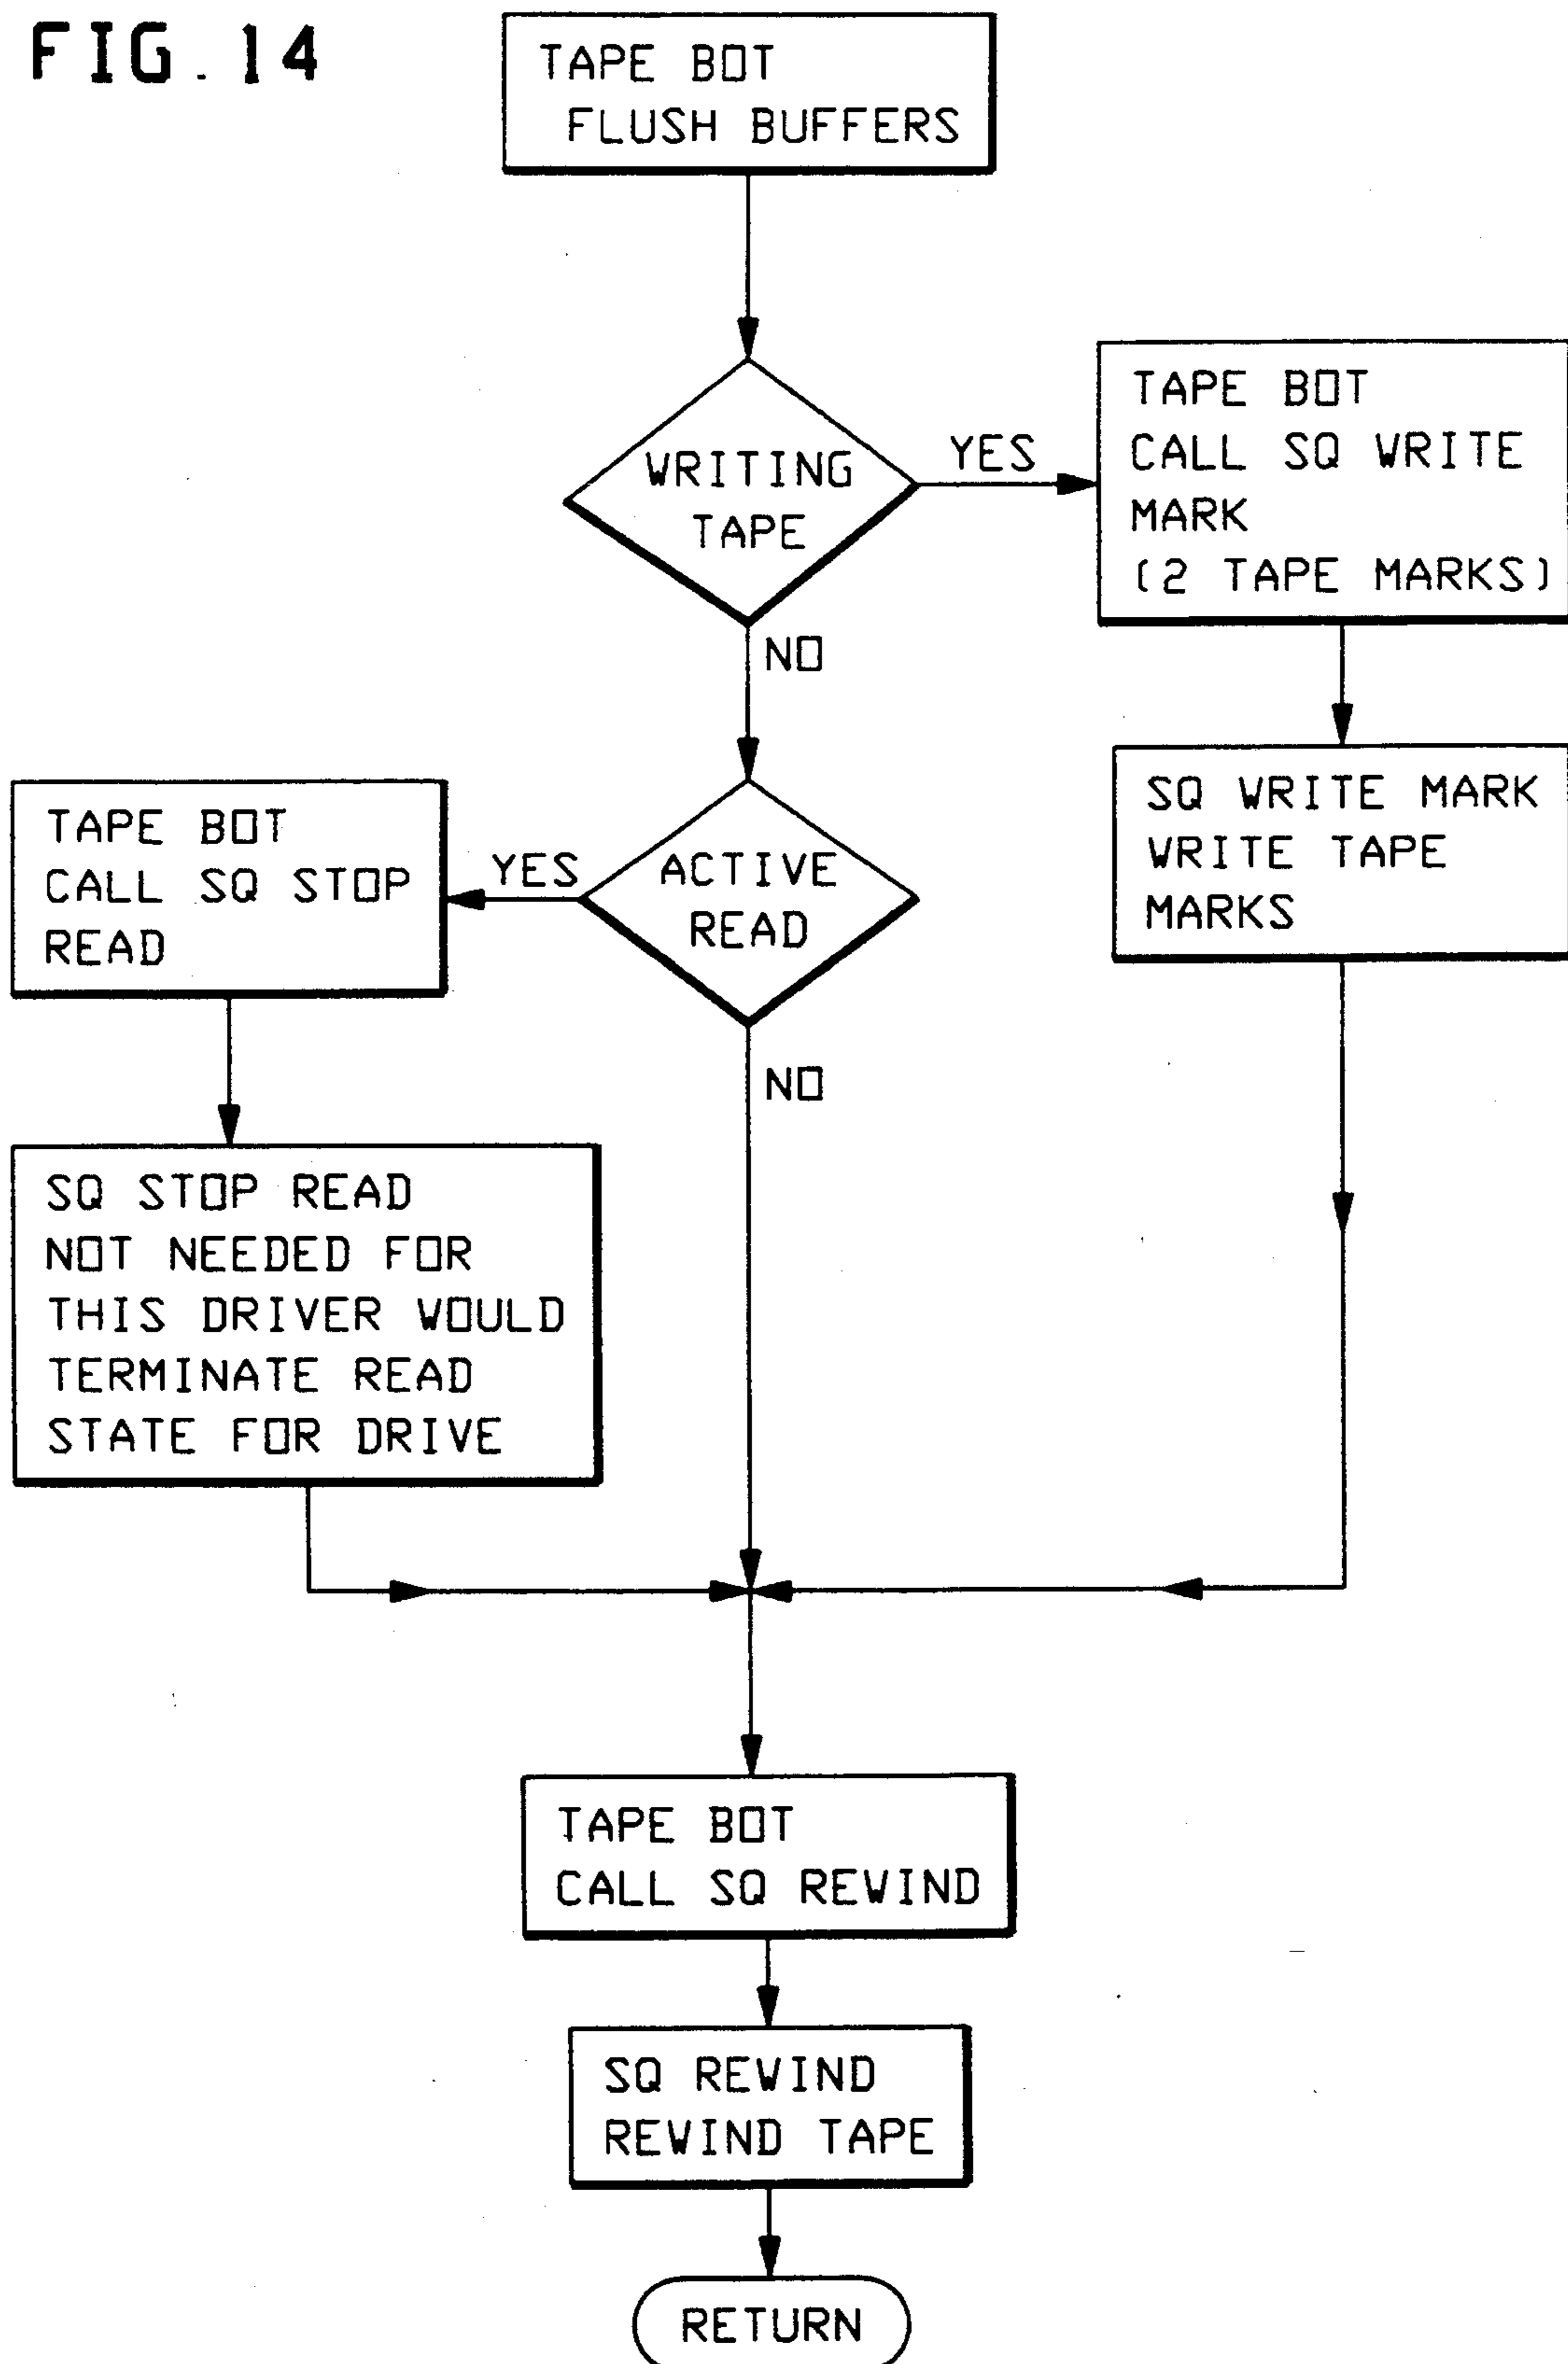 FIG. 14
TAPE BOT
FLUSH BUFFERS
WRITING
TAPE
YES
TAPE BOT
CALL SQ WRITE
MARK
(2 TAPE MARKS)
NO
SQ WRITE MARK
WRITE TAPE
MARKS
ACTIVE
READ
YES
TAPE BOT
CALL SQ STOP
READ
NO
SQ STOP READ
NOT NEEDED FOR
THIS DRIVER WOULD
TERMINATE READ
STATE FOR DRIVE
TAPE BOT
CALL SQ REWIND
SQ REWIND
REWIND TAPE
RETURN